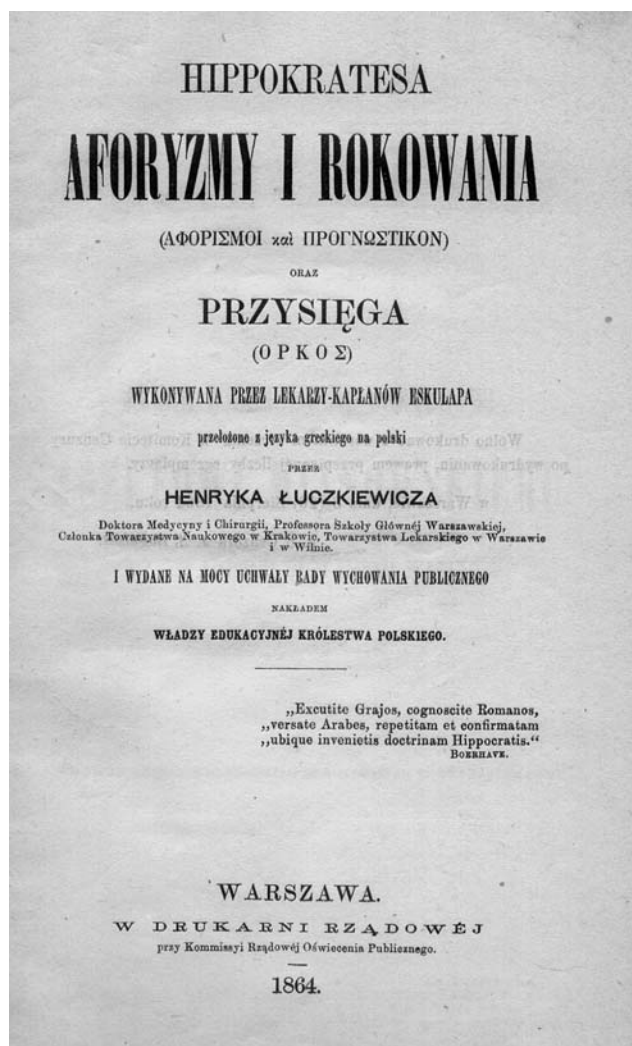 HIPPOKRATESA
AFORYZMY I ROKOWANIA
(ΑΦΟΡΙΣΜΟΙ καὶ ΠΡΟΓΝΩΣΤΙΚΟΝ)
ORAZ
PRZYSIĘGA
(ΟΡΚΟΣ)
WYKONYWANA PRZEZ LEKARZY-KAPŁANÓW ESKULAPA
przełożone z języka greckiego na polski
PRZEZ
HENRYKA ŁUCZKIEWICZA
Doktora Medycyny i Chirurgii, Professora Szkoły Głównéj Warszawskiej,
Członka Towarzystwa Naukowego w Krakowie, Towarzystwa Lekarskiego w Warszawie
i w Wilnie.
I WYDANE NA MOCY UCHWAŁY RADY WYCHOWANIA PUBLICZNEGO
NAKŁADEM
WŁADZY EDUKACYJNÉJ KRÓLESTWA POLSKIEGO.
„Excutite Grajos, cognoscite Romanos,
„versate Arabes, repetitam et confirmatam
„ubique invenietis doctrinam Hippocratis.“
BOERHAVE.
WARSZAWA.
W DRUKARNI RZĄDOWÉJ
przy Kommissyi Rządowéj Oświecenia Publicznego.
1864.